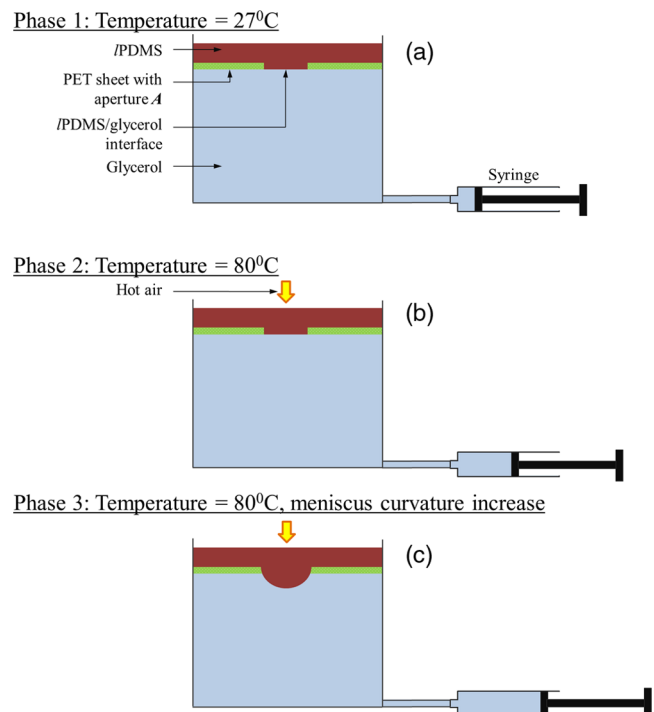 Phase 1: Temperature = 27⁰C
(a)
lPDMS
PET sheet with
aperture A
lPDMS/glycerol
interface
Glycerol
Syringe
Phase 2: Temperature = 80⁰C
Hot air
(b)
Phase 3: Temperature = 80⁰C, meniscus curvature increase
(c)